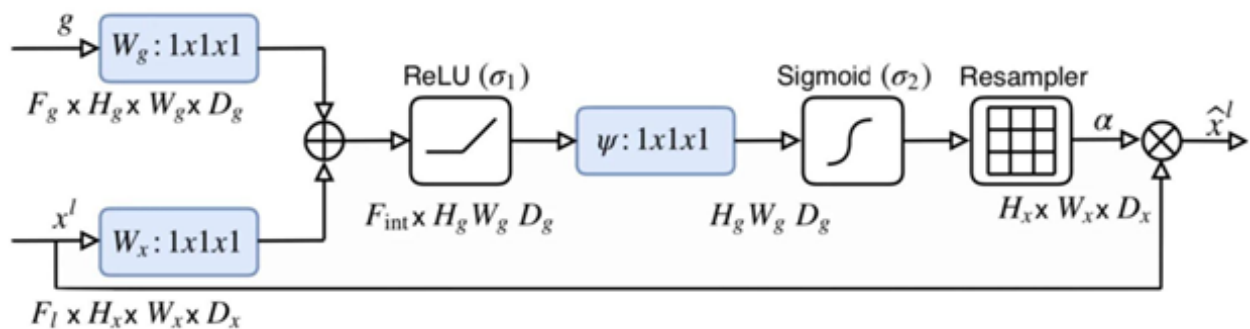 g
W_g : 1x1x1
F_g x H_g x W_g x D_g
x^l
W_x : 1x1x1
F_l x H_x x W_x x D_x
ReLU (σ_1)
F_int x H_g W_g D_g
ψ : 1x1x1
Sigmoid (σ_2)
H_g W_g D_g
Resampler
α
H_x x W_x x D_x
x̂^l